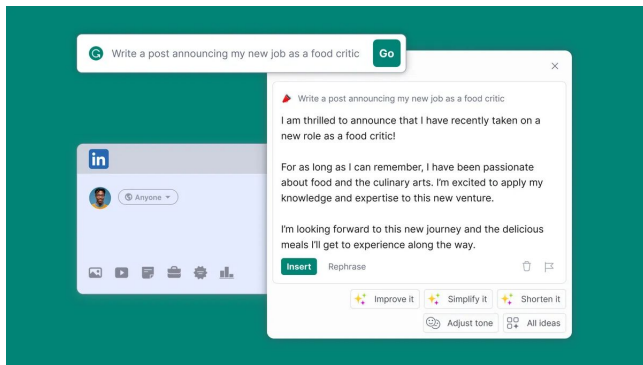 Write a post announcing my new job as a food critic
Go
Write a post announcing my new job as a food critic
I am thrilled to announce that I have recently taken on a
new role as a food critic!
For as long as I can remember, I have been passionate
about food and the culinary arts. I'm excited to apply my
knowledge and expertise to this new venture.
I'm looking forward to this new journey and the delicious
meals I'll get to experience along the way.
Insert
Rephrase
in
Anyone
Improve it
Simplify it
Shorten it
Adjust tone
All ideas